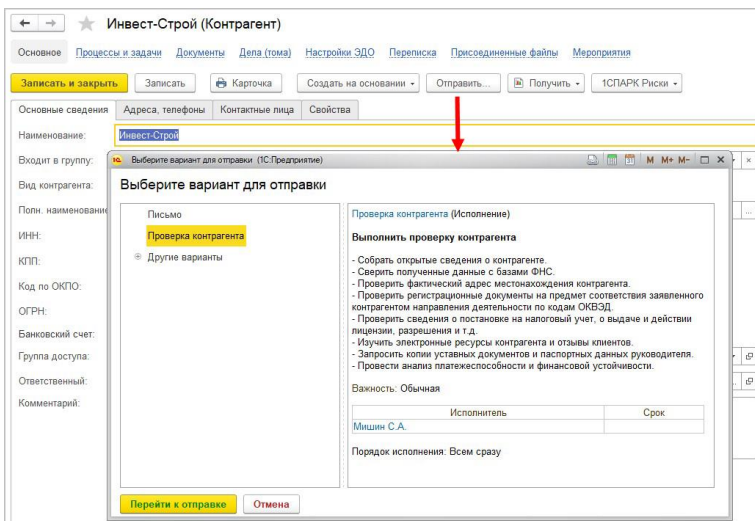 Инвест-Строй (Контрагент)
Основное Процессы и задачи Документы Дела (тома) Настройки ЭДО Переписка Присоединенные файлы Мероприятия
Записать и закрыть Записать Карточка Создать на основании Отправить... Получить 1СПАРК Риски
Основные сведения Адреса, телефоны Контактные лица Свойства
Наименование: Инвест-Строй
Входит в группу:
Выберите вариант для отправки (1С:Предприятие) M M+ M-
Вид контрагента:
Выберите вариант для отправки
Полн. наименование
ИНН:
КПП:
Код по ОКПО:
ОГРН:
Банковский счет:
Группа доступа:
Ответственный:
Комментарий:
Письмо
Проверка контрагента
Другие варианты
Проверка контрагента (Исполнение)
Выполнить проверку контрагента
- Собрать открытые сведения о контрагенте.
- Сверить полученные данные с базами ФНС.
- Проверить фактический адрес местонахождения контрагента.
- Проверить регистрационные документы на предмет соответствия заявленного
контрагентом направления деятельности по кодам ОКВЭД.
- Проверить сведения о постановке на налоговый учет, о выдаче и действии
лицензии, разрешения и т.д.
- Изучить электронные ресурсы контрагента и отзывы клиентов.
- Запросить копии уставных документов и паспортных данных руководителя.
- Провести анализ платежеспособности и финансовой устойчивости.
Важность: Обычная
Исполнитель Срок
Мишин С.А.
Порядок исполнения: Всем сразу
Перейти к отправке Отмена